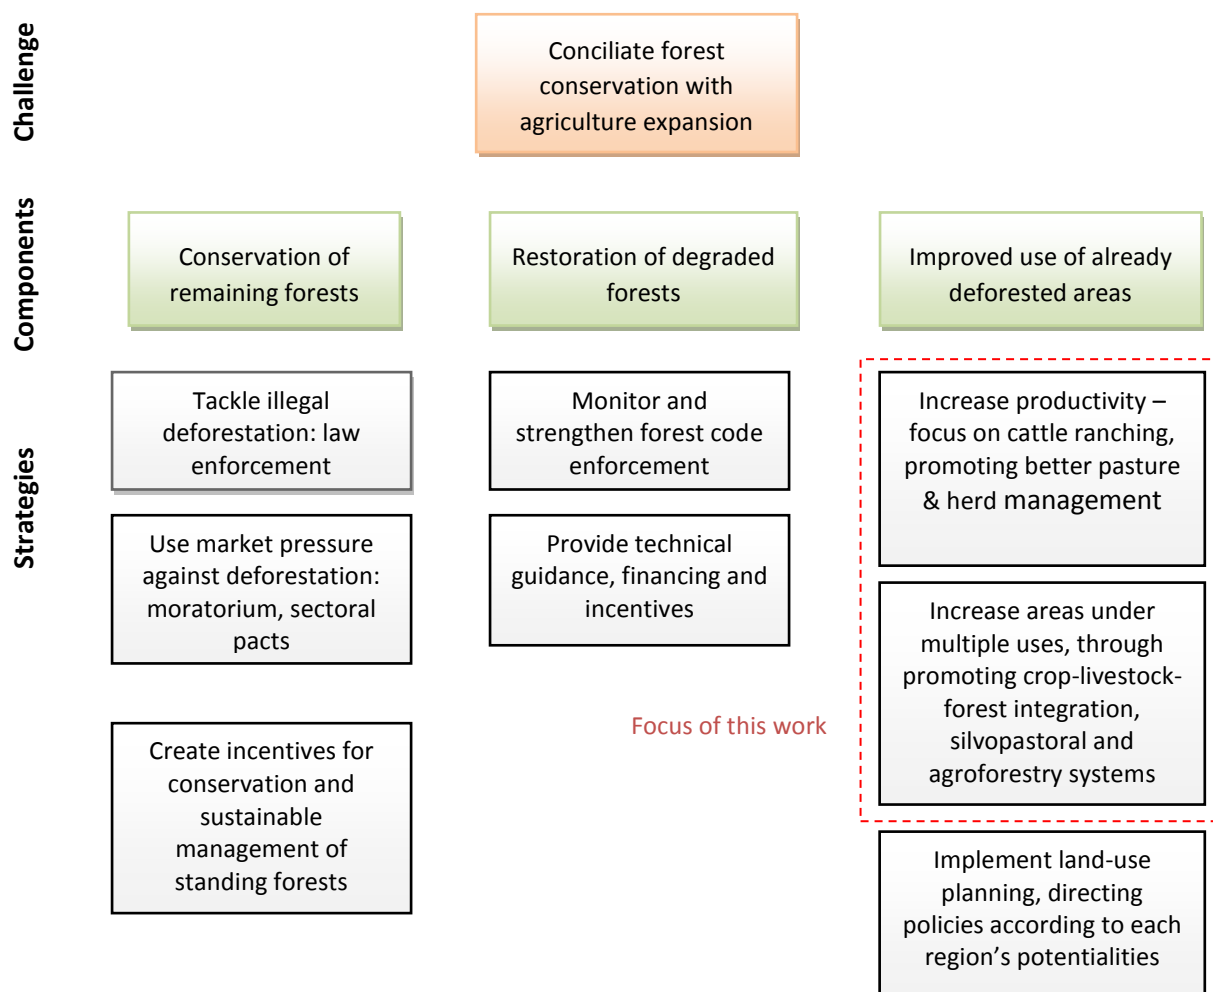 Challenge
Conciliate forest
conservation with
agriculture expansion
Components
Conservation of
remaining forests
Restoration of degraded
forests
Improved use of already
deforested areas
Strategies
Tackle illegal
deforestation: law
enforcement
Use market pressure
against deforestation:
moratorium, sectoral
pacts
Create incentives for
conservation and
sustainable
management of
standing forests
Monitor and
strengthen forest code
enforcement
Provide technical
guidance, financing and
incentives
Focus of this work
Increase productivity –
focus on cattle ranching,
promoting better pasture
& herd management
Increase areas under
multiple uses, through
promoting crop-livestock-
forest integration,
silvopastoral and
agroforestry systems
Implement land-use
planning, directing
policies according to each
region’s potentialities